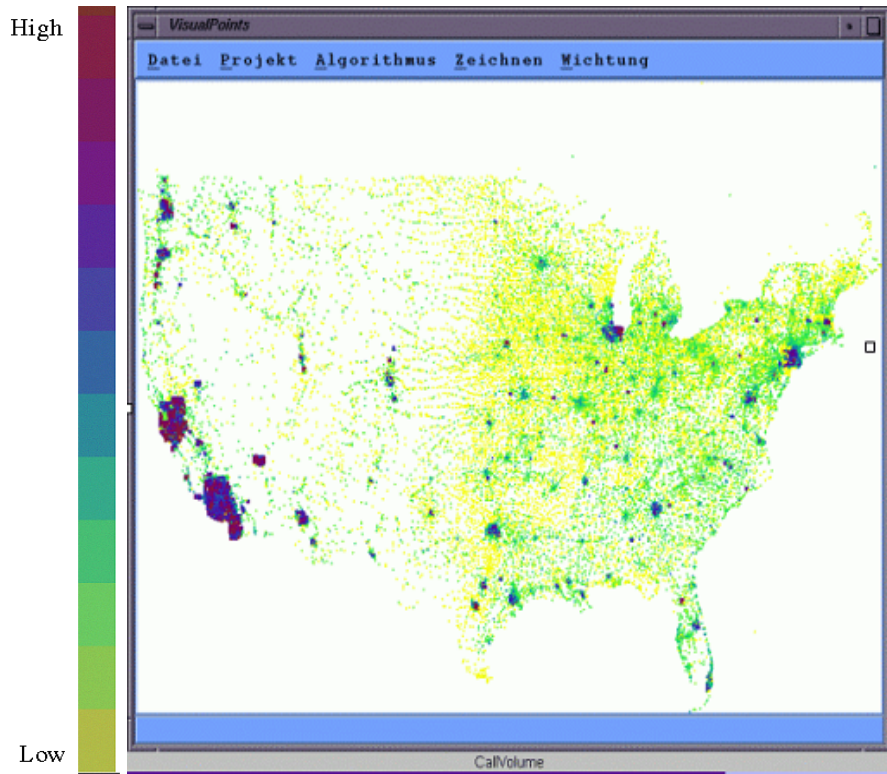 High
VisualPoints
Datei Projekt Algorithmus Zeichnen Wichtung
Low
CallVolume